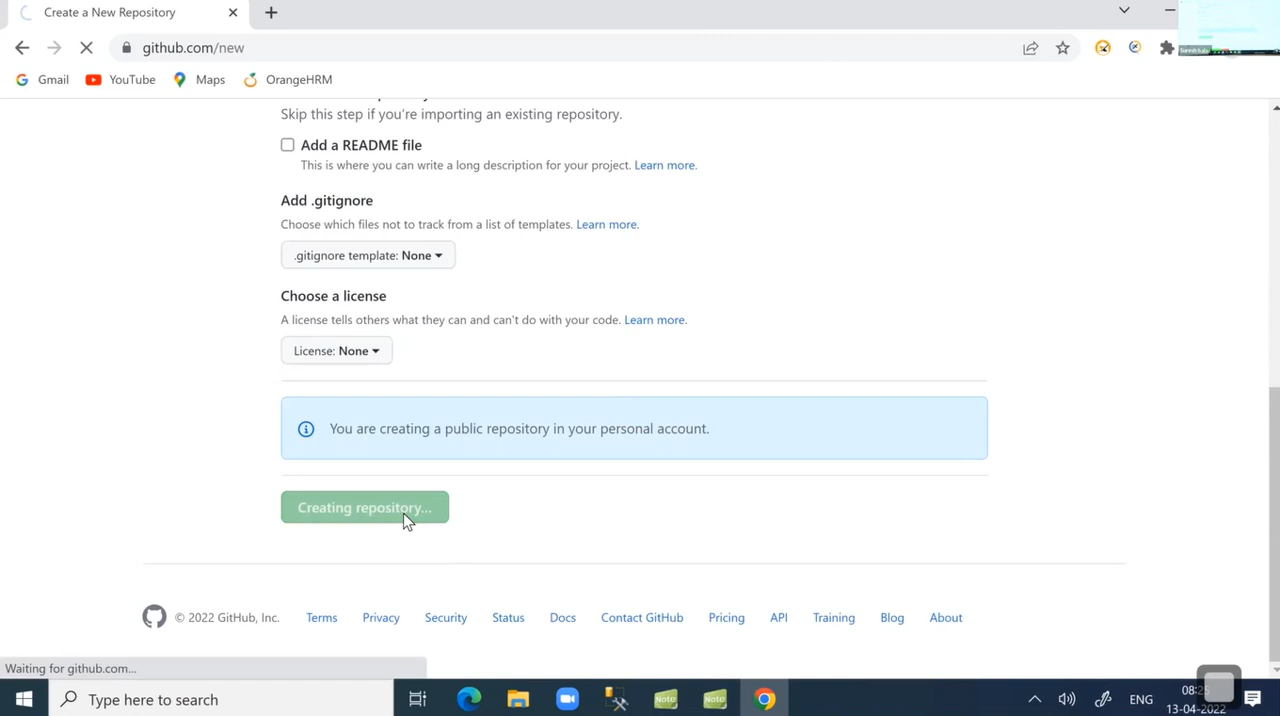 Create a New Repository
github.com/new
Gmail
YouTube
Maps
OrangeHRM
Skip this step if you're importing an existing repository.
Add a README file
This is where you can write a long description for your project. Learn more.
Add .gitignore
Choose which files not to track from a list of templates. Learn more.
.gitignore template: None
Choose a license
A license tells others what they can and can't do with your code. Learn more.
License: None
You are creating a public repository in your personal account.
Creating repository...
© 2022 GitHub, Inc. Terms Privacy Security Status Docs Contact GitHub Pricing API Training Blog About
Waiting for github.com...
Type here to search
Note
Note
ENG
13-04-2022